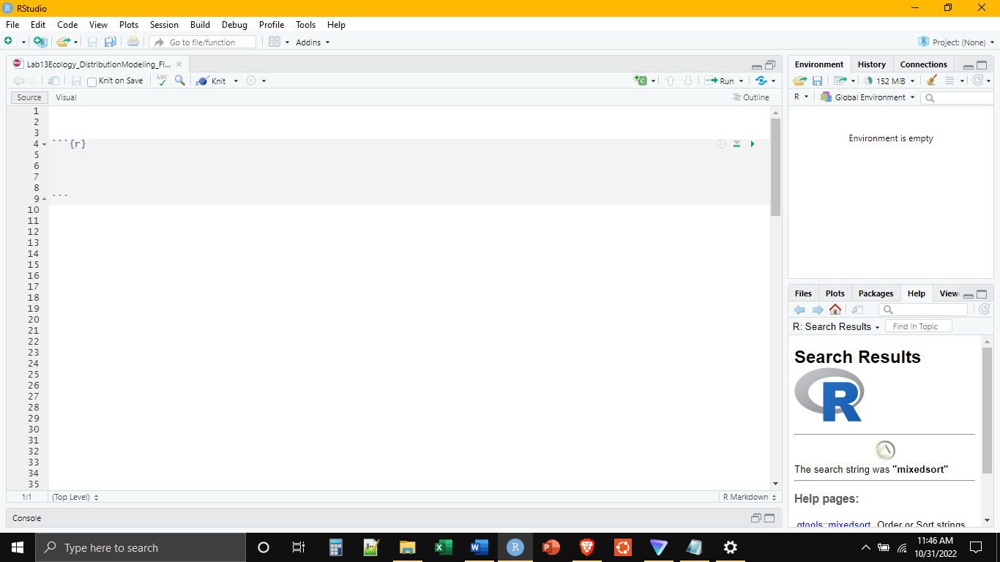 RStudio
File Edit Code View Plots Session Build Debug Profile Tools Help
Go to file/function Addins Project: (None)
Lab13Ecology_DistributionModeling_Fl...
Knit on Save ABC Knit Run
Source Visual Outline
1
2
3
4 ```{r}
5
6
7
8
9 ```
10
11
12
13
14
15
16
17
18
19
20
21
22
23
24
25
26
27
28
29
30
31
32
33
34
35
1:1 (Top Level) R Markdown
Console
Environment History Connections
152 MiB
R Global Environment
Environment is empty
Files Plots Packages Help View
R: Search Results Find in Topic
Search Results
R
The search string was "mixedsort"
Help pages:
gtools::mixedsort Order or Sort strings
Type here to search
11:46 AM
10/31/2022